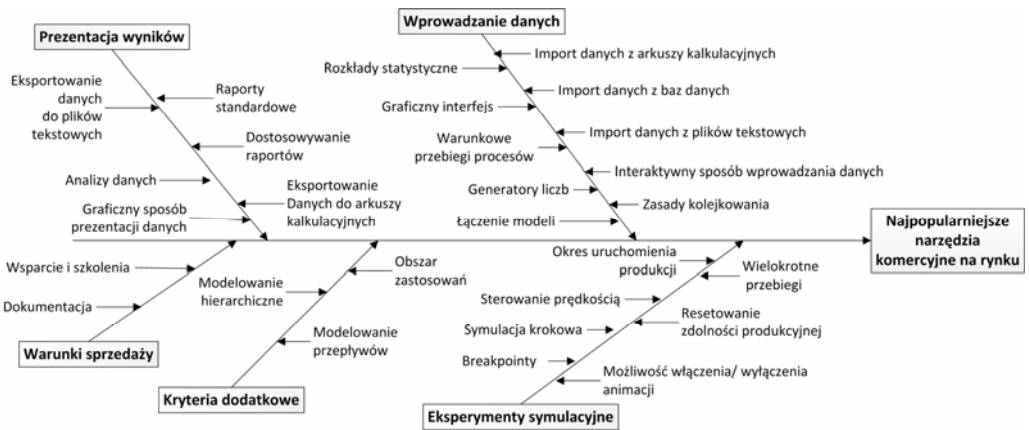 Prezentacja wyników
Eksportowanie
danych
do plików
tekstowych
Raporty
standardowe
Dostosowywanie
raportów
Analizy danych
Eksportowanie
Danych do arkuszy
kalkulacyjnych
Graficzny sposób
prezentacji danych
Wprowadzanie danych
Import danych z arkuszy kalkulacyjnych
Rozkłady statystyczne
Import danych z baz danych
Graficzny interfejs
Import danych z plików tekstowych
Warunkowe
przebiegi procesów
Interaktywny sposób wprowadzania danych
Generatory liczb
Zasady kolejkowania
Łączenie modeli
Najpopularniejsze
narzędzia
komercyjne na rynku
Wsparcie i szkolenia
Dokumentacja
Warunki sprzedaży
Obszar
zastosowań
Modelowanie
hierarchiczne
Modelowanie
przepływów
Kryteria dodatkowe
Okres uruchomienia
produkcji
Wielokrotne
przebiegi
Sterowanie prędkością
Resetowanie
zdolności produkcyjnej
Symulacja krokowa
Breakpointy
Możliwość włączenia/ wyłączenia
animacji
Eksperymenty symulacyjne